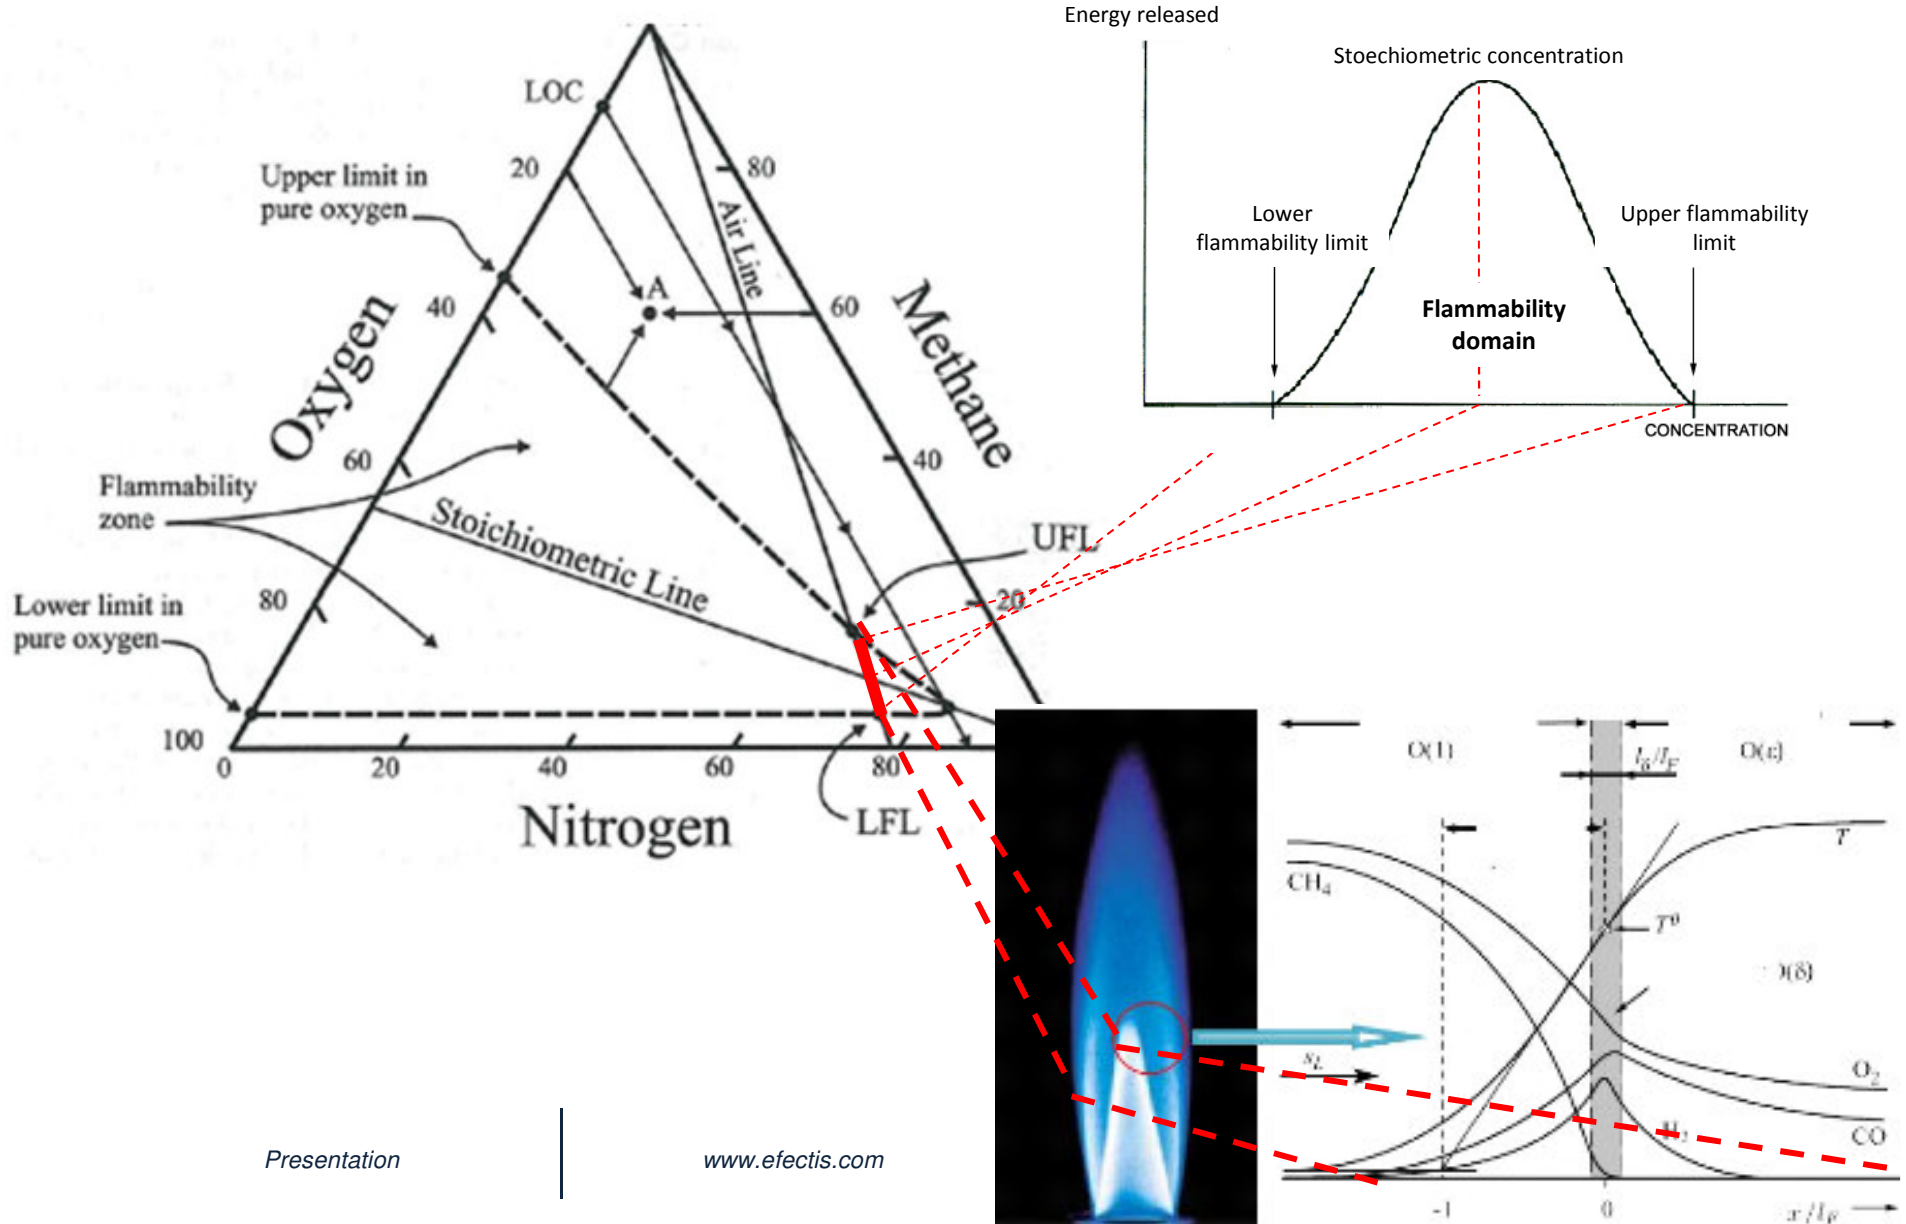 Energy released
Stoechiometric concentration
LOC
20
80
Upper limit in
pure oxygen
Air Line
Lower
flammability limit
Upper flammability
limit
A
40
60
Oxygen
Methane
Flammability
domain
CONCENTRATION
60
40
Flammability
zone
Stoichiometric Line
UFL
80
20
Lower limit in
pure oxygen
100
0
20
40
60
80
Nitrogen
LFL
O(1)
O(ε)
T
CH₄
T⁰
s_L
O₂
CO
-1
0
Presentation
www.efectis.com